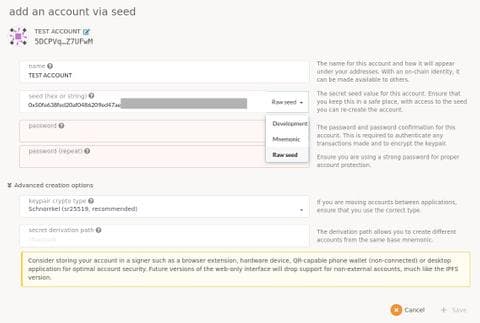 add an account via seed
TEST ACCOUNT
5DCPVq...Z7UFwM
name
TEST ACCOUNT
The name for this account and how it will
appear under your addresses. With an on-chain identity, it
can be made available to others.
seed (hex or string)
Raw seed
The secret seed value for this account. Ensure that
you keep this in a safe place, with access to the seed
you can re-create the account.
Development
Mnemonic
Raw seed
password
The password and password confirmation for this
account. This is required to authenticate any
transactions made and to encrypt the keypair.
password (repeat)
Ensure you are using a strong password for proper
account protection.
Advanced creation options
keypair crypto type
Schnorrkel (sr25519, recommended)
If you are moving accounts between applications,
ensure that you use the correct type.
secret derivation path
The derivation path allows you to create different
accounts from the same base mnemonic.
Consider storing your account in a signer such as a browser extension, hardware device, QR-capable phone wallet (non-connected) or desktop
application for optimal account security. Future versions of the web-only interface will drop support for non-external accounts, much like the IPFS
version.
Cancel
Save